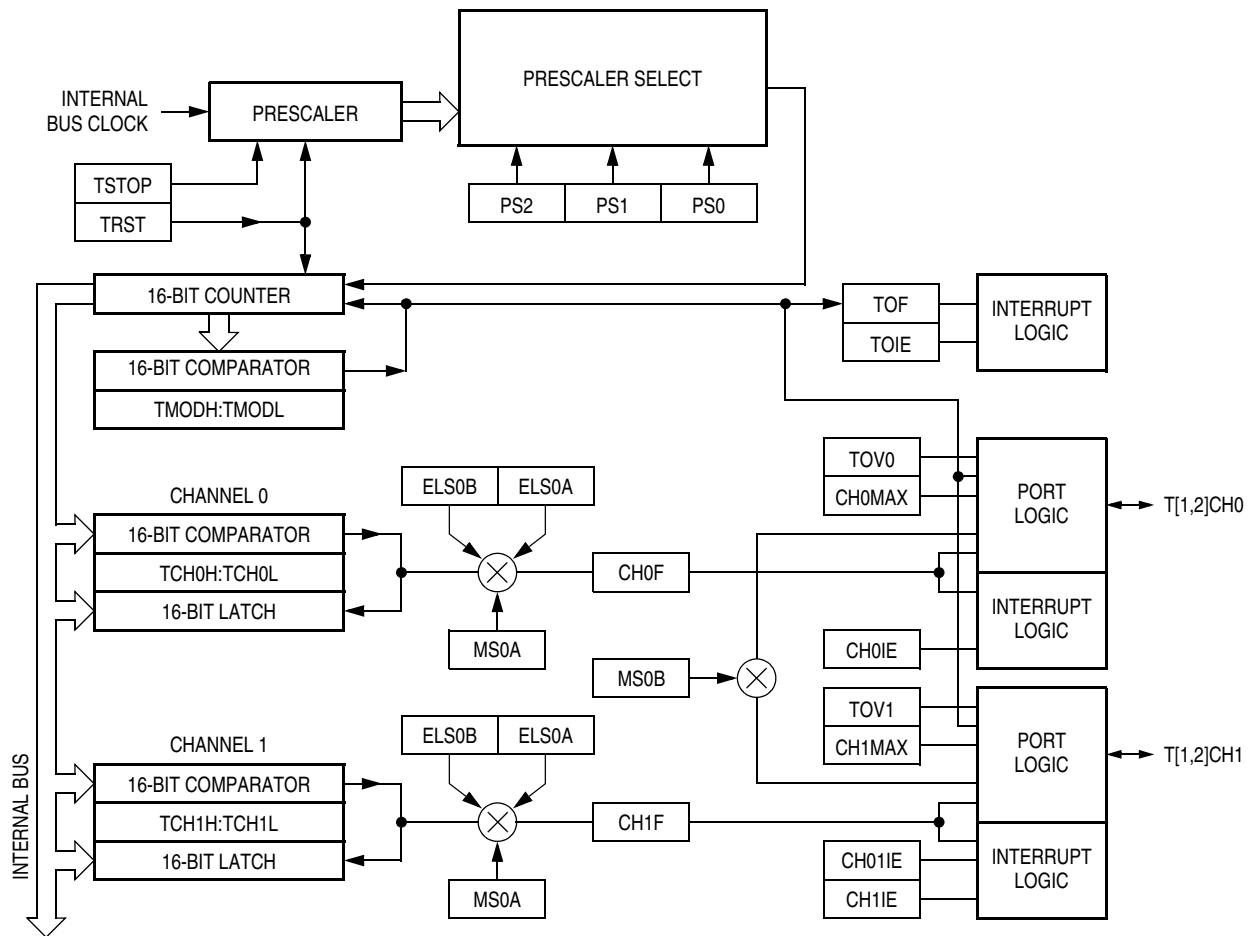 PRESCALER SELECT
INTERNAL
BUS CLOCK
PRESCALER
TSTOP
TRST
PS2
PS1
PS0
16-BIT COUNTER
TOF
TOIE
INTERRUPT
LOGIC
16-BIT COMPARATOR
TMODH:TMODL
TOV0
CH0MAX
PORT
LOGIC
T[1,2]CH0
CHANNEL 0
ELS0B
ELS0A
16-BIT COMPARATOR
TCH0H:TCH0L
16-BIT LATCH
CH0F
MS0A
INTERRUPT
LOGIC
CH0IE
MS0B
TOV1
CH1MAX
PORT
LOGIC
T[1,2]CH1
CHANNEL 1
ELS0B
ELS0A
16-BIT COMPARATOR
TCH1H:TCH1L
16-BIT LATCH
CH1F
MS0A
CH01IE
CH1IE
INTERRUPT
LOGIC
INTERNAL BUS